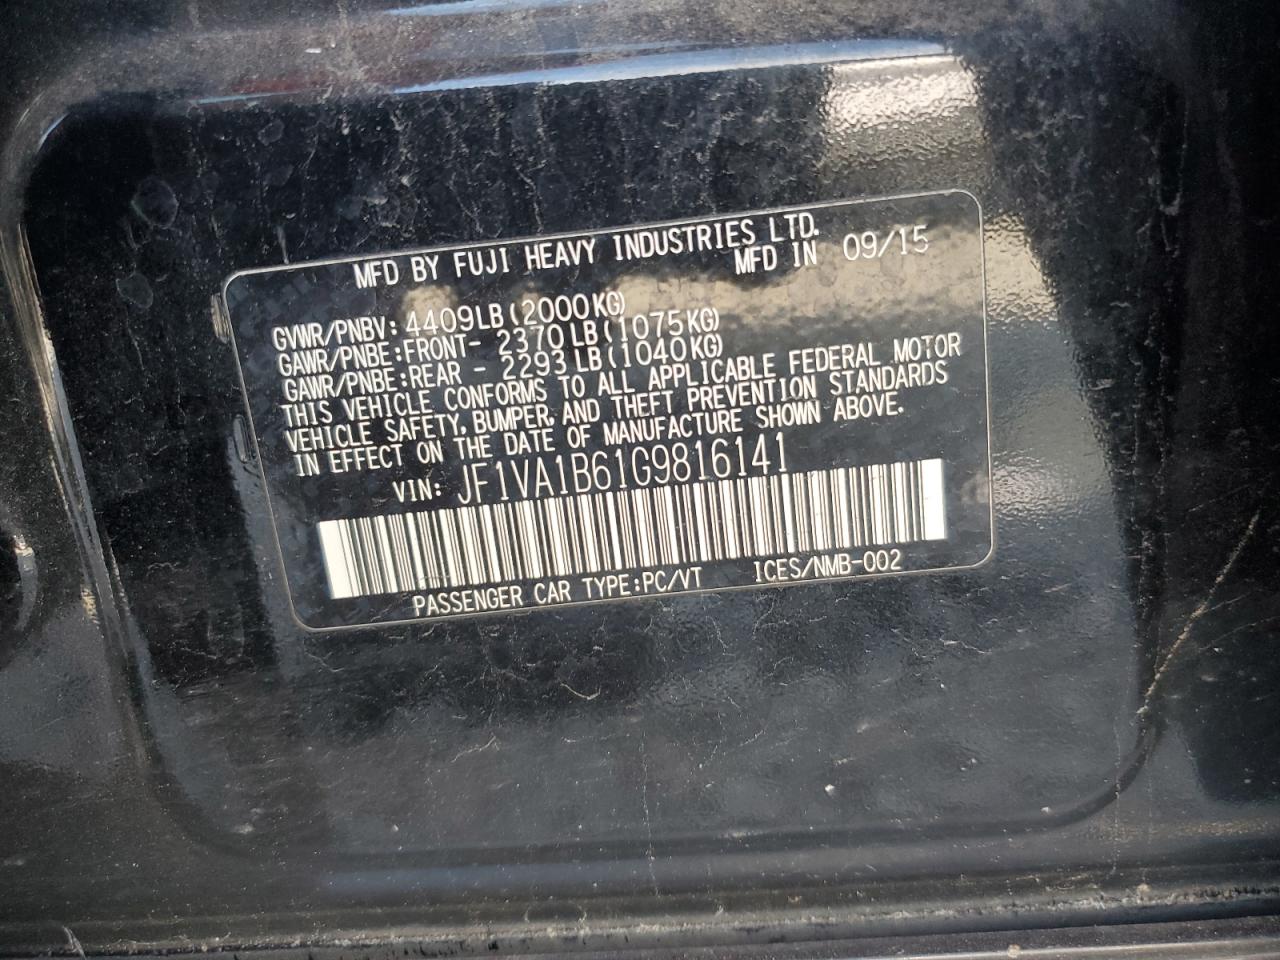 MFD BY FUJI HEAVY INDUSTRIES LTD.
MFD IN 09/15
GVWR/PNBV: 4409LB(2000KG)
GAWR/PNBE:FRONT- 2370LB(1075KG)
GAWR/PNBE:REAR - 2293LB(1040KG)
THIS VEHICLE CONFORMS TO ALL APPLICABLE FEDERAL MOTOR
VEHICLE SAFETY, BUMPER, AND THEFT PREVENTION STANDARDS
IN EFFECT ON THE DATE OF MANUFACTURE SHOWN ABOVE.
VIN: JF1VA1B61G9816141
PASSENGER CAR TYPE:PC/VT ICES/NMB-002